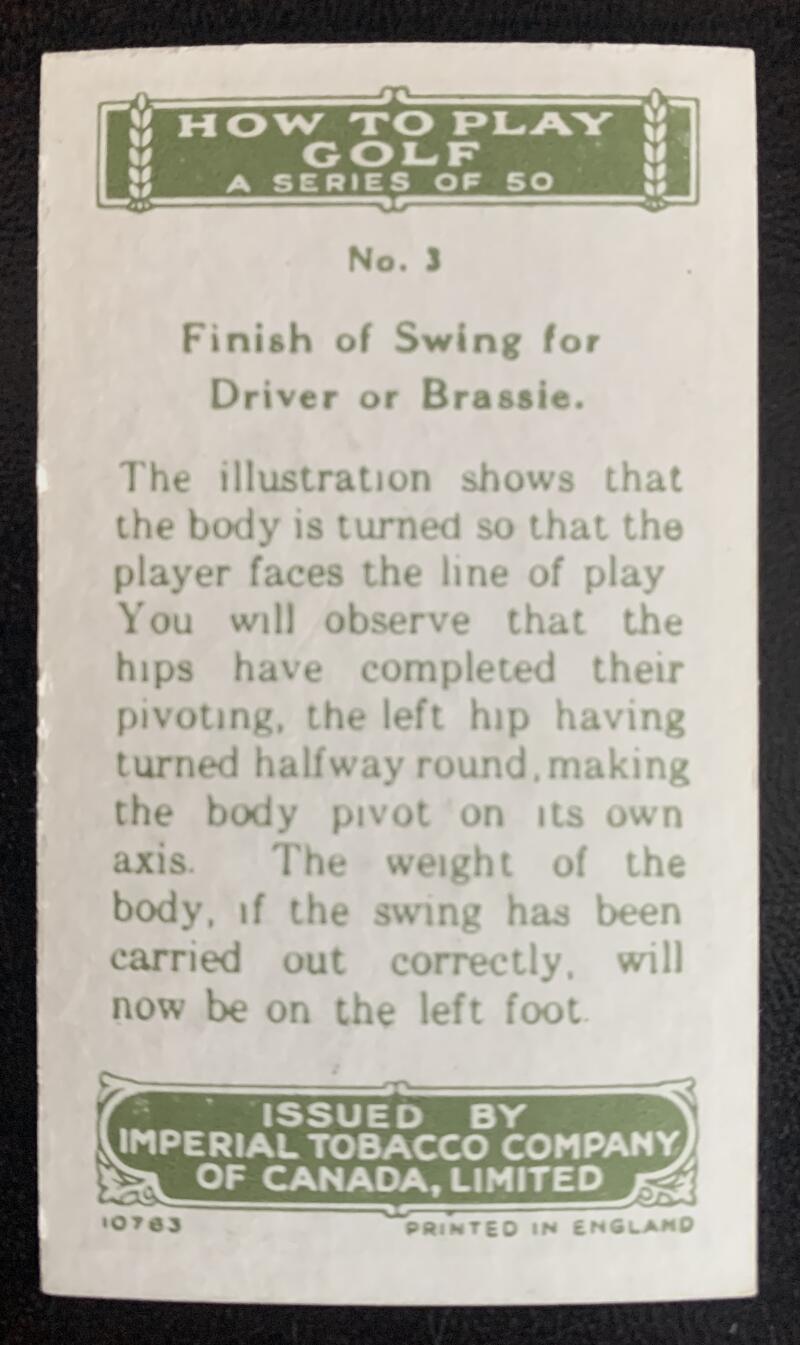 HOW TO PLAY
GOLF
A SERIES OF 50
No. 3
Finish of Swing for
Driver or Brassie.
The illustration shows that
the body is turned so that the
player faces the line of play
You will observe that the
hips have completed their
pivoting, the left hip having
turned halfway round, making
the body pivot on its own
axis. The weight of the
body, if the swing has been
carried out correctly, will
now be on the left foot.
ISSUED BY
IMPERIAL TOBACCO COMPANY
OF CANADA, LIMITED
10763 PRINTED IN ENGLAND